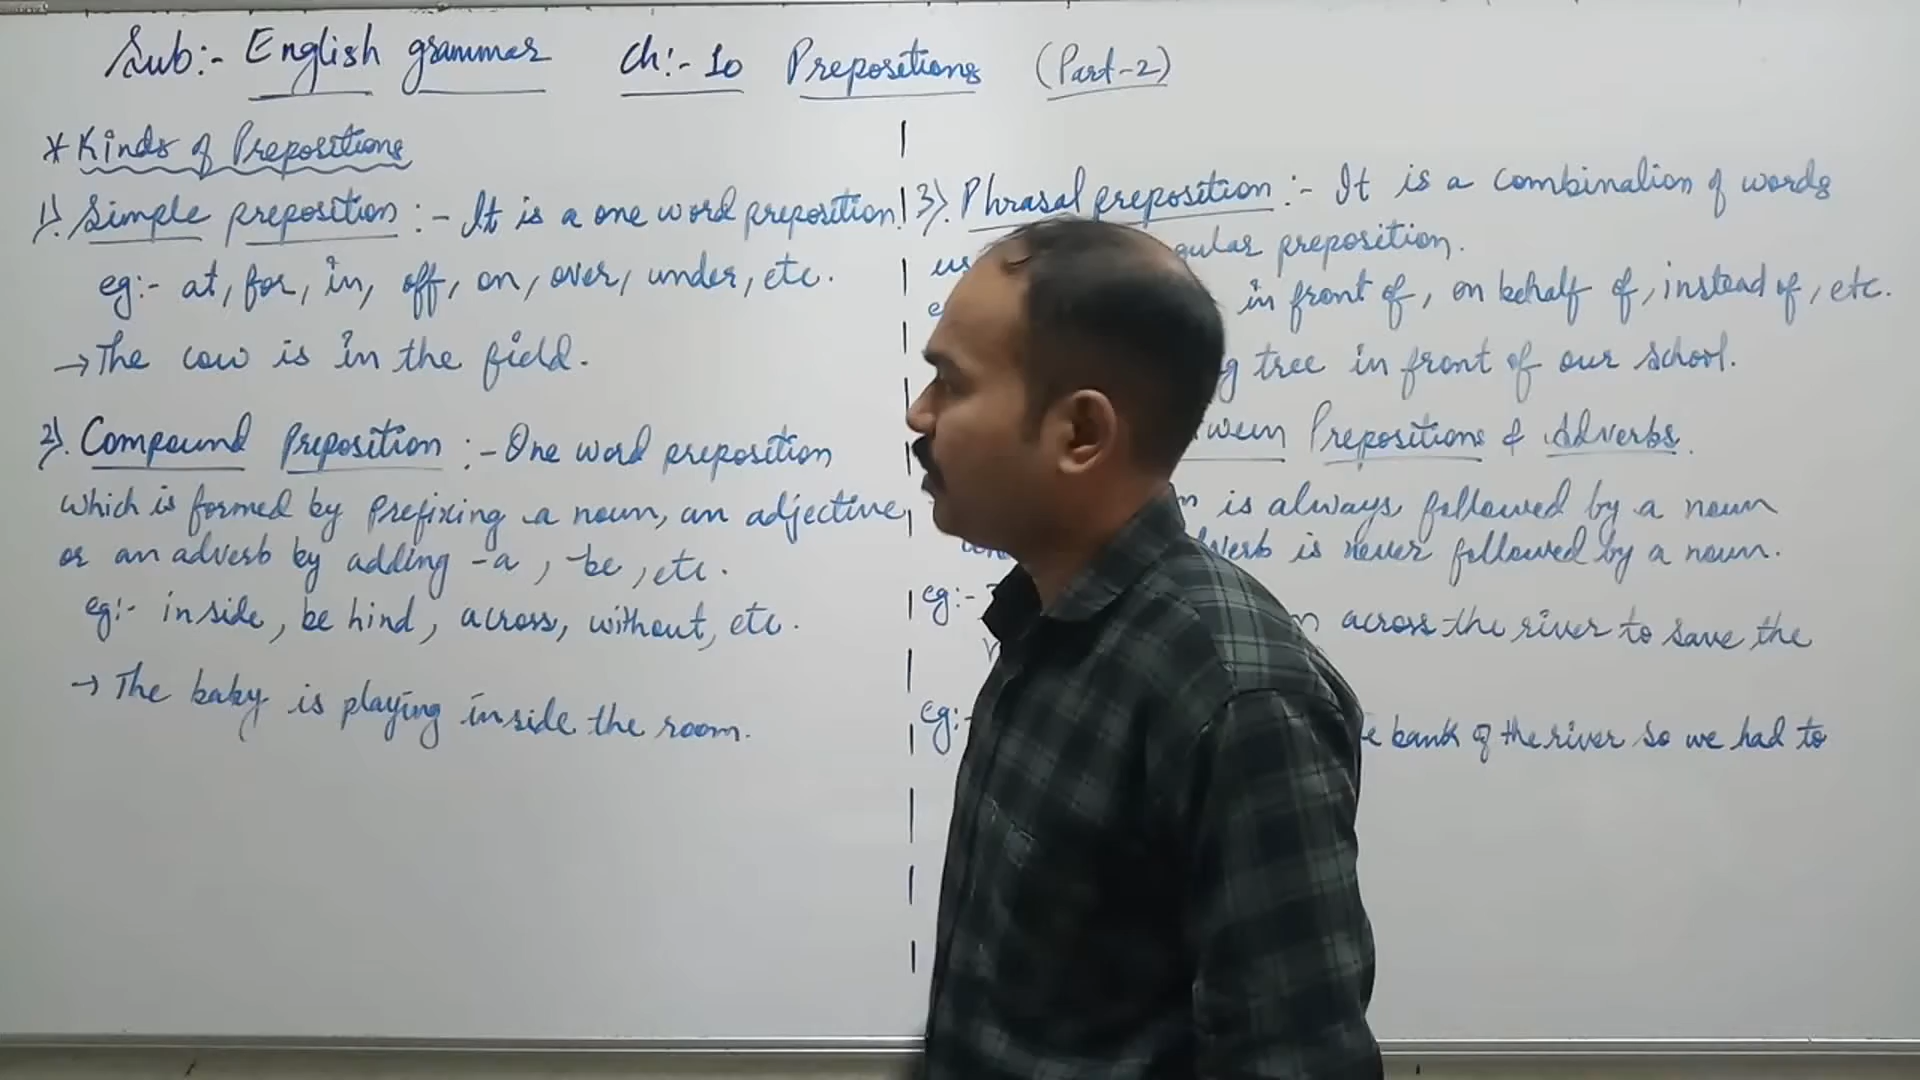 Sub:- English grammar Ch:- 10 Prepositions (Part-2)
* Kinds of Prepositions
1). Simple preposition :- It is a one word preposition.
eg:- at, for, in, off, on, over, under, etc.
→ The cow is in the field.
2). Compound Preposition :- One word preposition
which is formed by Prefixing a noun, an adjective,
or an adverb by adding -a, -be, etc.
eg:- inside, be hind, across, without, etc.
→ The baby is playing inside the room.
3). Phrasal preposition :- It is a combination of words
preposition.
in front of, on behalf of, instead of, etc.
tree in front of our school.
Prepositions & Adverbs.
is always followed by a noun
is never followed by a noun.
eg:- across the river to save the
eg:- bank of the river so we had to